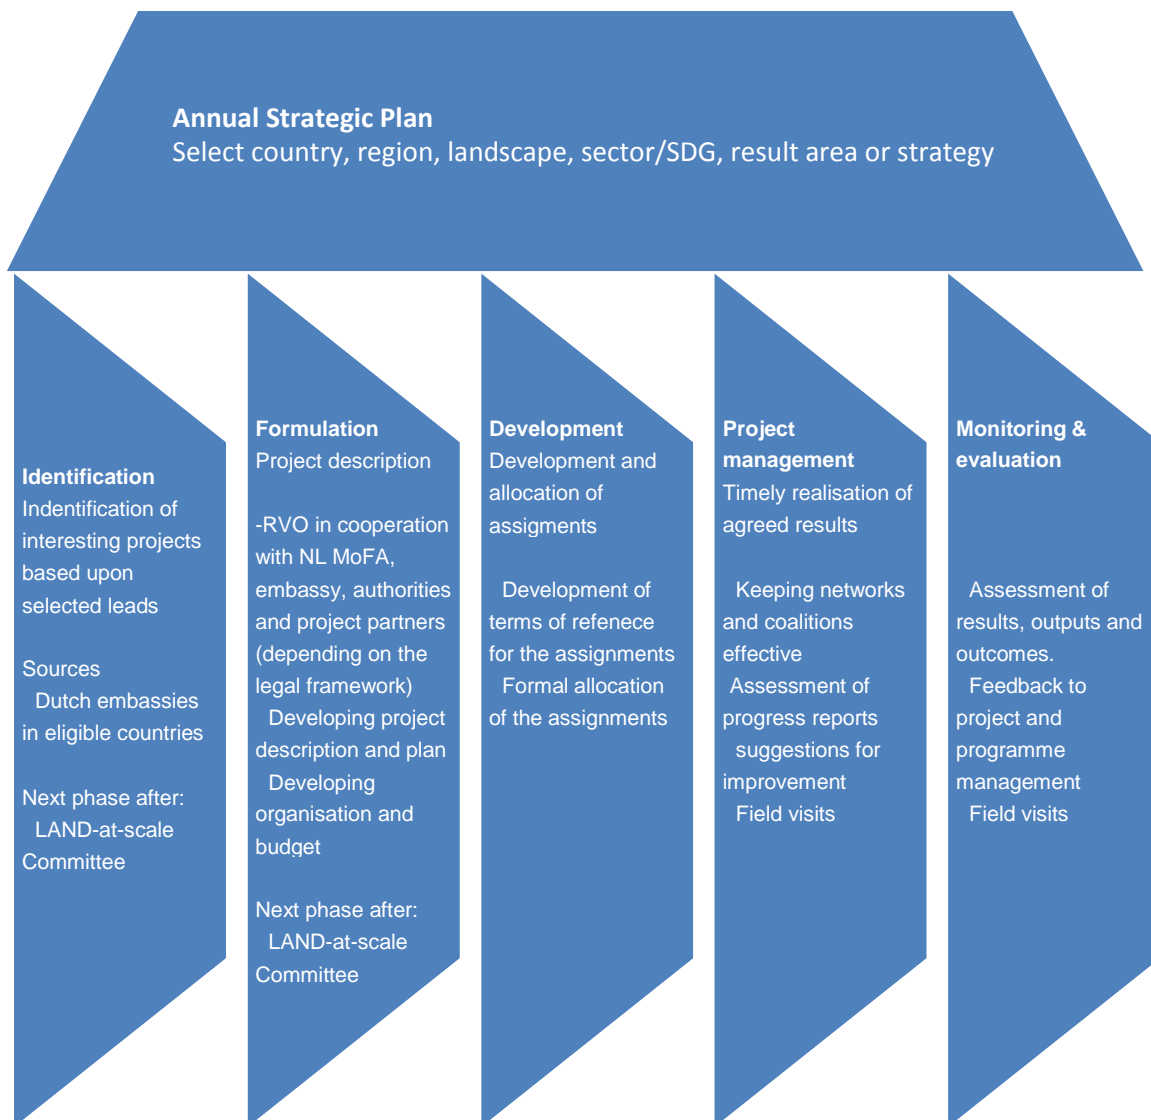 Annual Strategic Plan
Select country, region, landscape, sector/SDG, result area or strategy
Identification
Indentification of
interesting projects
based upon
selected leads
Sources
Dutch embassies
in eligible countries
Next phase after:
LAND-at-scale
Committee
Formulation
Project description
-RVO in cooperation
with NL MoFA,
embassy, authorities
and project partners
(depending on the
legal framework)
Developing project
description and plan
Developing
organisation and
budget
Next phase after:
LAND-at-scale
Committee
Development
Development and
allocation of
assigments
Development of
terms of refenece
for the assignments
Formal allocation
of the assignments
Project
management
Timely realisation of
agreed results
Keeping networks
and coalitions
effective
Assessment of
progress reports
suggestions for
improvement
Field visits
Monitoring &
evaluation
Assessment of
results, outputs and
outcomes.
Feedback to
project and
programme
management
Field visits